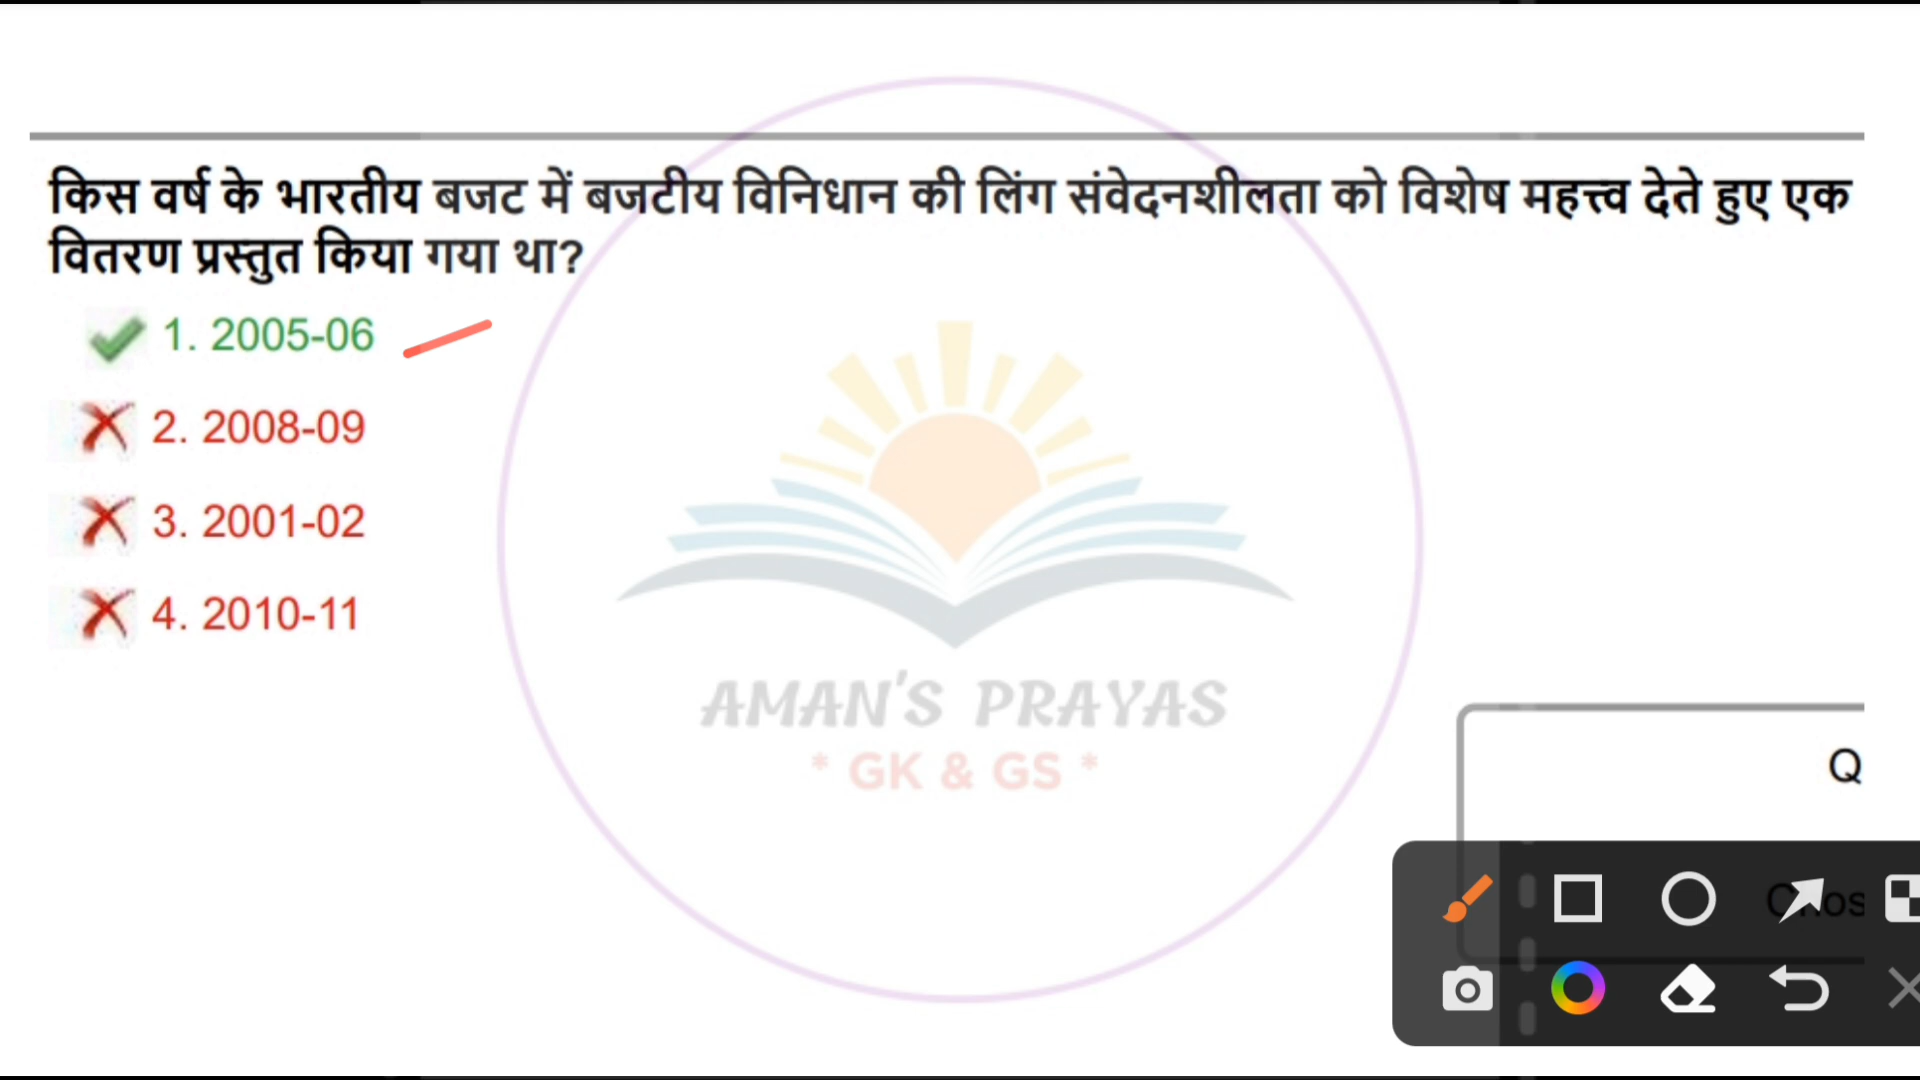 किस वर्ष के भारतीय बजट में बजटीय विनिधान की लिंग संवेदनशीलता को विशेष महत्त्व देते हुए एक
वितरण प्रस्तुत किया गया था?
1. 2005-06
2. 2008-09
3. 2001-02
4. 2010-11
AMAN'S PRAYAS
* GK & GS *
Q